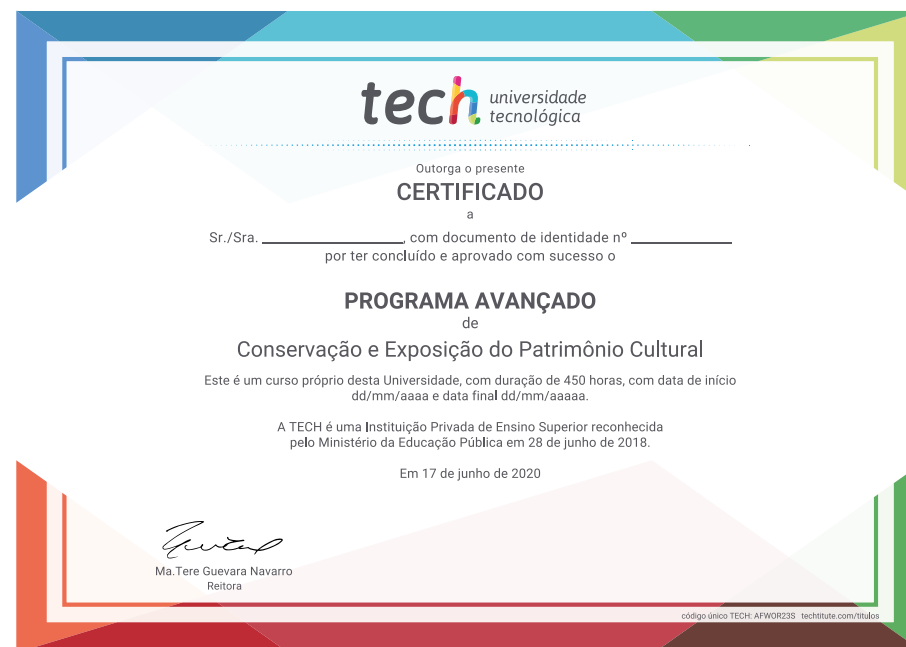 tech universidade
tecnológica
Outorga o presente
CERTIFICADO
a
Sr./Sra. ________________, com documento de identidade nº ____________
por ter concluído e aprovado com sucesso o
PROGRAMA AVANÇADO
de
Conservação e Exposição do Patrimônio Cultural
Este é um curso próprio desta Universidade, com duração de 450 horas, com data de início
dd/mm/aaaa e data final dd/mm/aaaaa.
A TECH é uma Instituição Privada de Ensino Superior reconhecida
pelo Ministério da Educação Pública em 28 de junho de 2018.
Em 17 de junho de 2020
Ma.Tere Guevara Navarro
Reitora
código único TECH: AFWOR23S techtitute.com/titulos